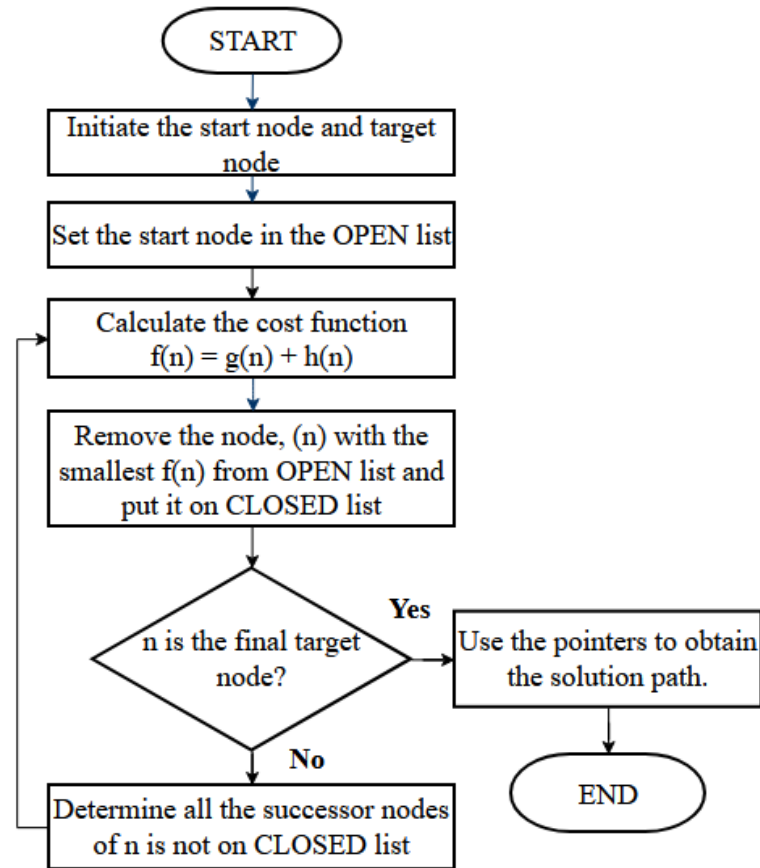 START
Initiate the start node and target
node
Set the start node in the OPEN list
Calculate the cost function
f(n) = g(n) + h(n)
Remove the node, (n) with the
smallest f(n) from OPEN list and
put it on CLOSED list
n is the final target
node?
Yes
Use the pointers to obtain
the solution path.
END
No
Determine all the successor nodes
of n is not on CLOSED list